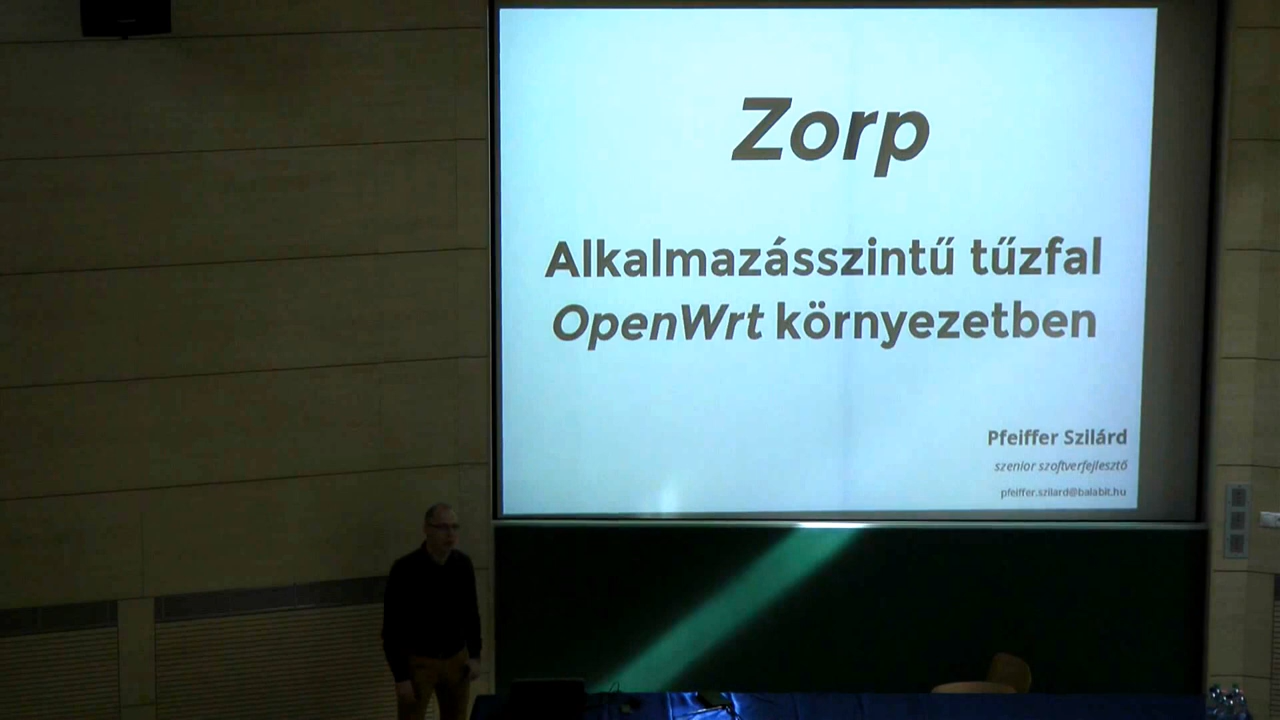 Zorp
Alkalmazásszintű tűzfal
OpenWrt környezetben
Pfeiffer Szilárd
szenior szoftverfejlesztő
pfeiffer.szilard@balabit.hu